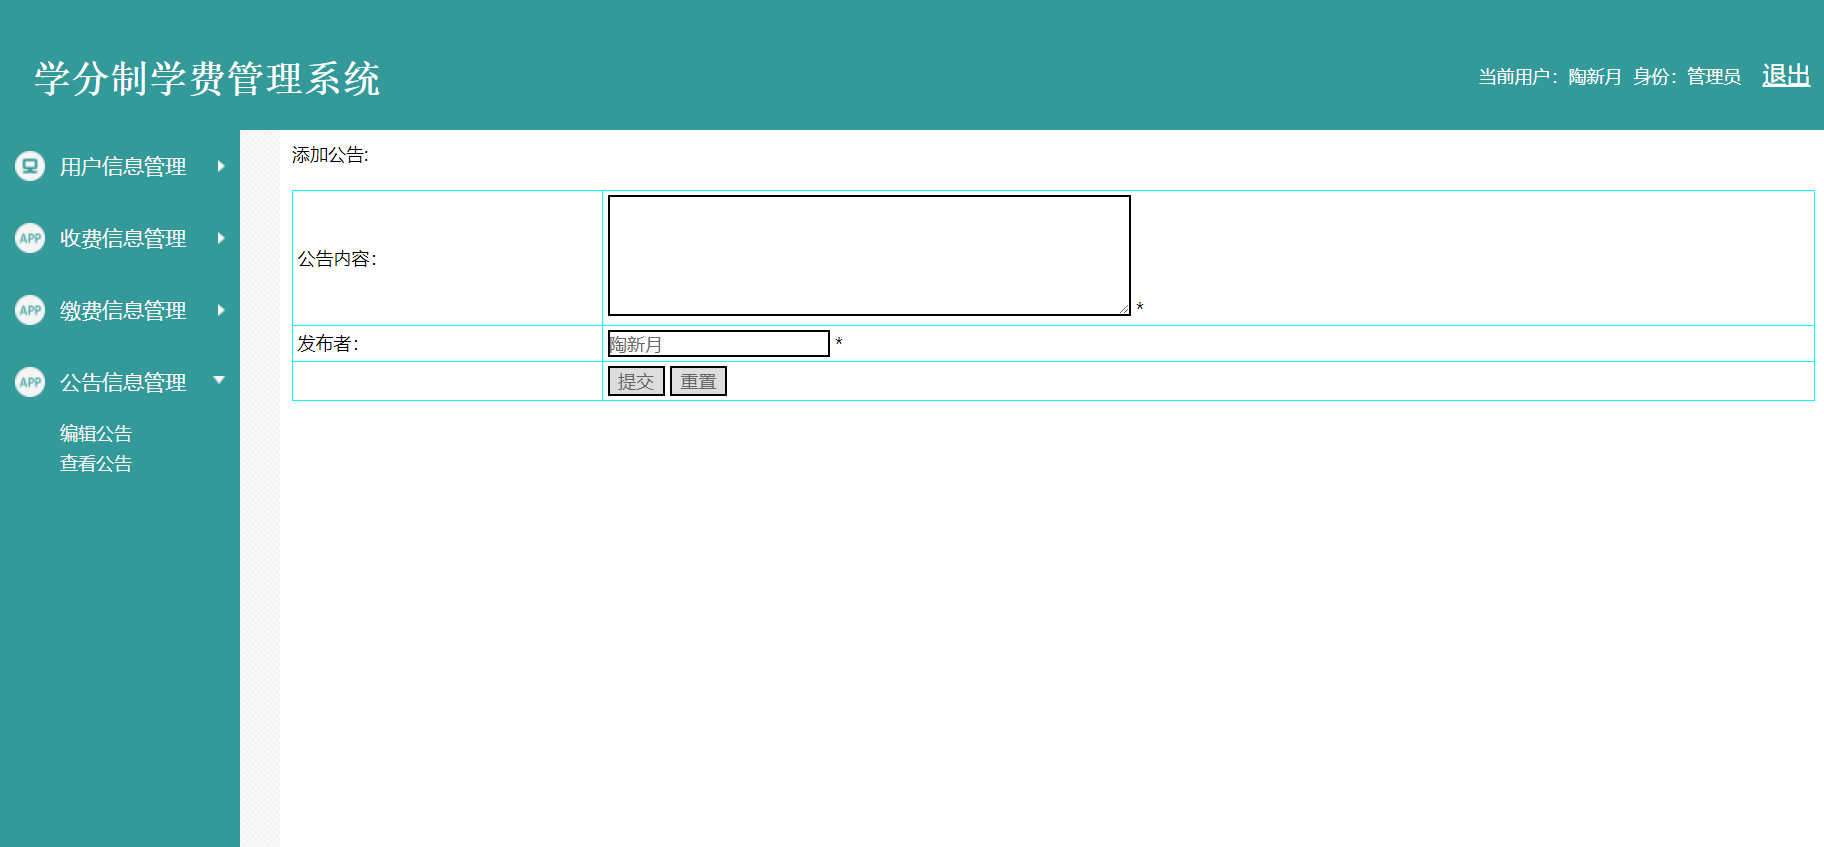 学分制学费管理系统
当前用户：陶新月 身份：管理员 退出
用户信息管理
APP 收费信息管理
APP 缴费信息管理
APP 公告信息管理
编辑公告
查看公告
添加公告:
公告内容：
*
发布者：
陶新月 *
提交 重置